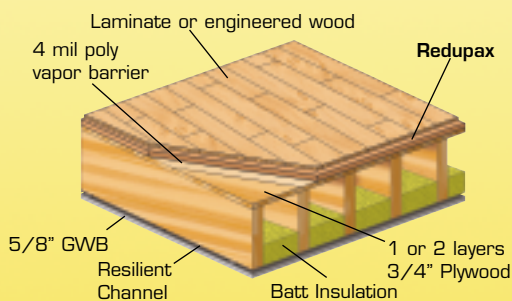 Laminate or engineered wood
4 mil poly
vapor barrier
Redupax
5/8” GWB
Resilient
Channel
Batt Insulation
1 or 2 layers
3/4” Plywood